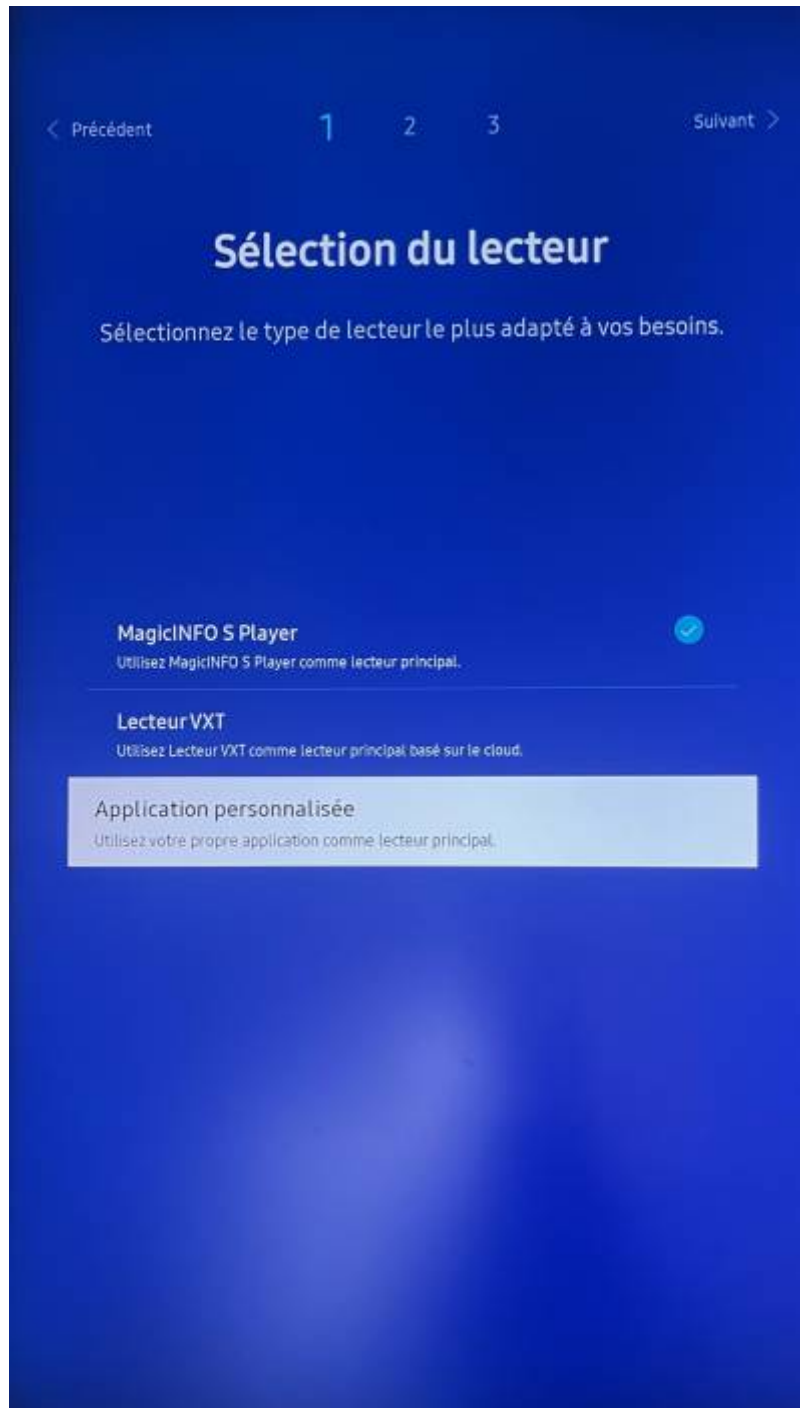 Précédent
1 2 3
Suivant
Sélection du lecteur
Sélectionnez le type de lecteur le plus adapté à vos besoins.
MagicINFO S Player
Utilisez MagicINFO S Player comme lecteur principal.
Lecteur VXT
Utilisez Lecteur VXT comme lecteur principal basé sur le cloud.
Application personnalisée
Utilisez votre propre application comme lecteur principal.